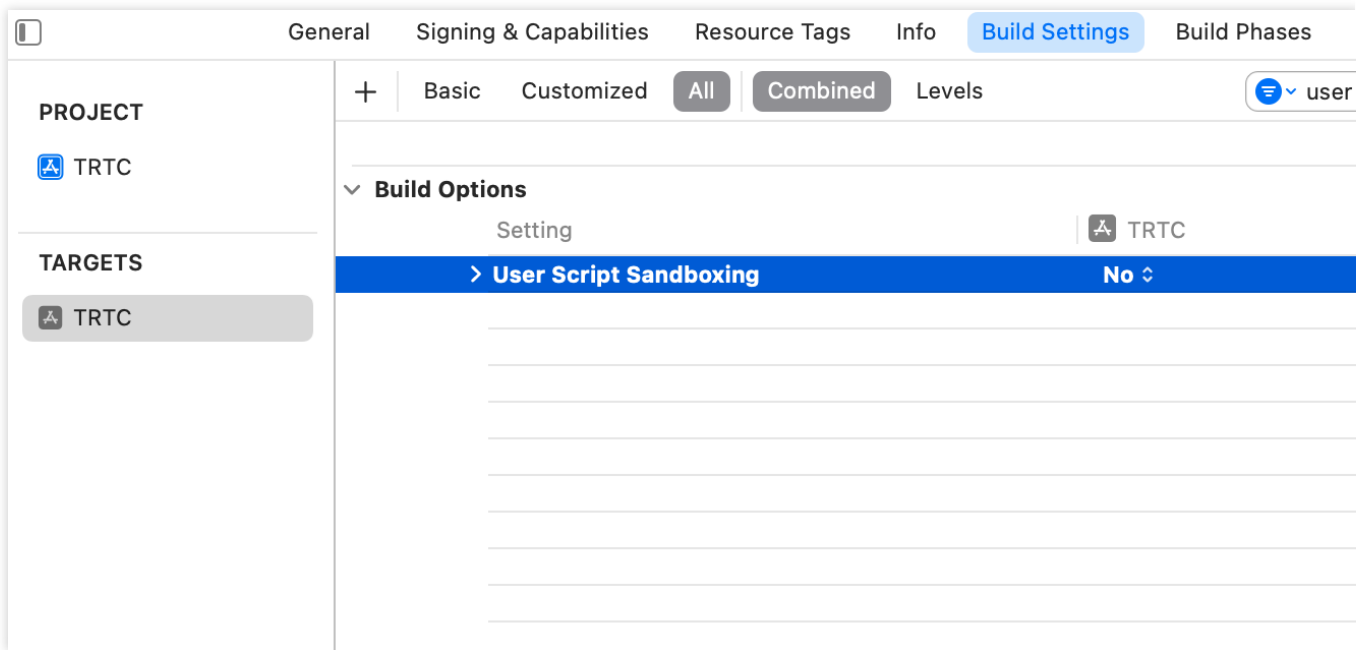 General Signing & Capabilities Resource Tags Info Build Settings Build Phases
PROJECT
TRTC
TARGETS
TRTC
Basic Customized All Combined Levels user
Build Options
Setting TRTC
User Script Sandboxing No